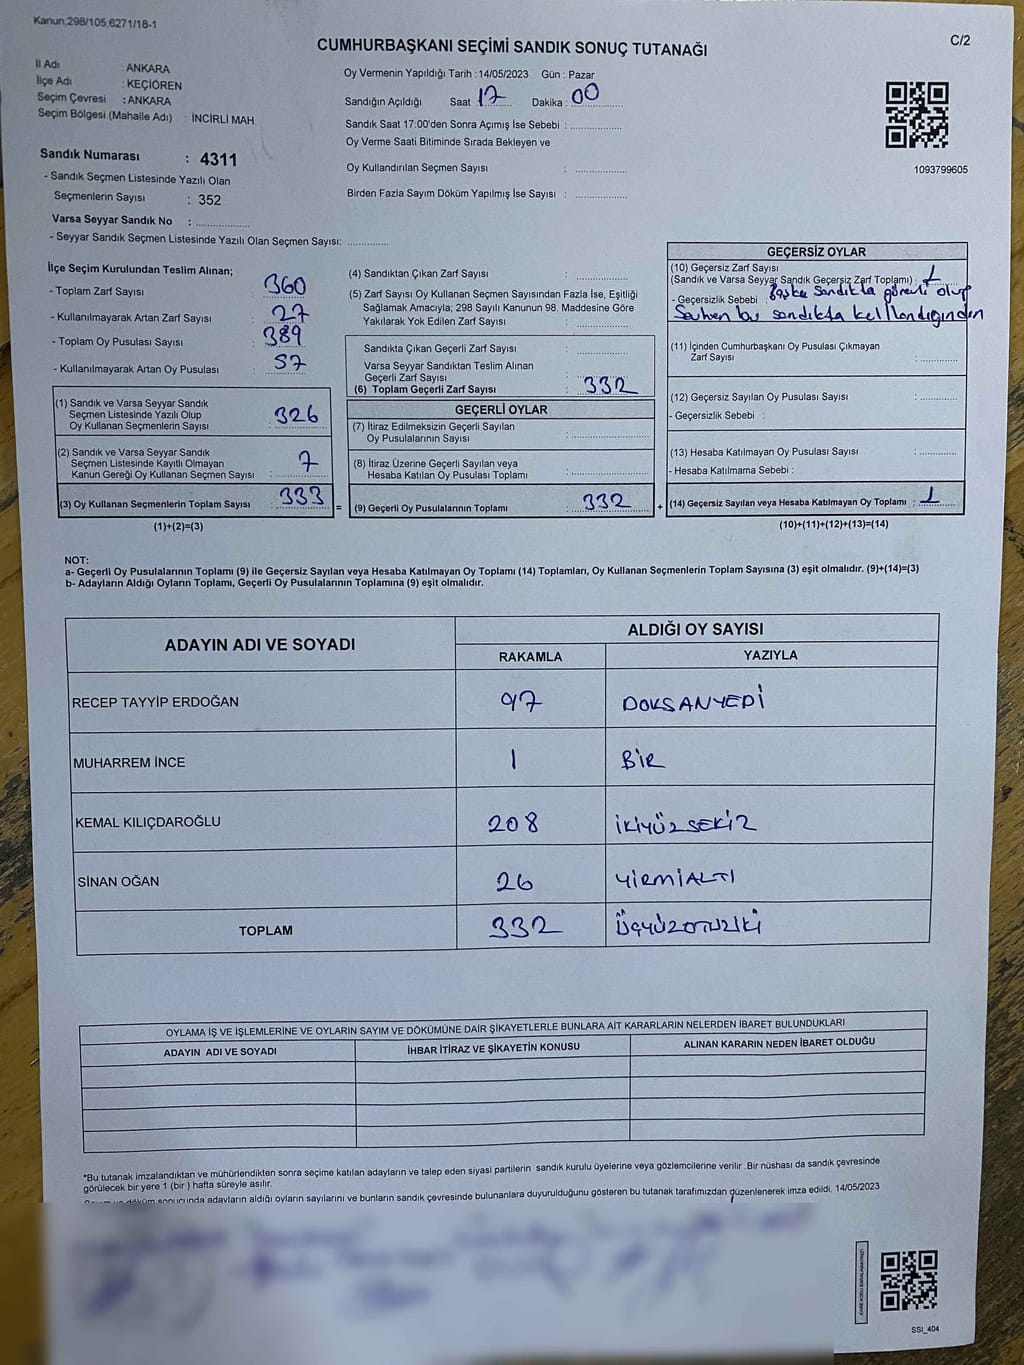 Kanun;298/105,6271/18-1
CUMHURBAŞKANI SEÇİMİ SANDIK SONUÇ TUTANAĞI
C/2
İl Adı : ANKARA
İlçe Adı : KEÇİÖREN
Seçim Çevresi : ANKARA
Seçim Bölgesi (Mahalle Adı) : İNCİRLİ MAH.
Sandık Numarası : 4311
- Sandık Seçmen Listesinde Yazılı Olan
Seçmenlerin Sayısı : 352
Varsa Seyyar Sandık No : ..................
- Seyyar Sandık Seçmen Listesinde Yazılı Olan Seçmen Sayısı: ..............
Oy Vermenin Yapıldığı Tarih : 14/05/2023 Gün : Pazar
Sandığın Açıldığı Saat 17 Dakika : 00
Sandık Saat 17:00'den Sonra Açımış İse Sebebi : ..................
Oy Verme Saati Bitiminde Sırada Bekleyen ve
Oy Kullandırılan Seçmen Sayısı : ..................
Birden Fazla Sayım Döküm Yapılmış İse Sayısı : ..................
1093799605
İlçe Seçim Kurulundan Teslim Alınan;
- Toplam Zarf Sayısı : 360
- Kullanılmayarak Artan Zarf Sayısı : 27
- Toplam Oy Pusulası Sayısı : 389
- Kullanılmayarak Artan Oy Pusulası : 57
(1) Sandık ve Varsa Seyyar Sandık
Seçmen Listesinde Yazılı Olup
Oy Kullanan Seçmenlerin Sayısı : 326
(2) Sandık ve Varsa Seyyar Sandık
Seçmen Listesinde Kayıtlı Olmayan
Kanun Gereği Oy Kullanan Seçmen Sayısı : 7
(3) Oy Kullanan Seçmenlerin Toplam Sayısı : 333 =
(1)+(2)=(3)
(4) Sandıktan Çıkan Zarf Sayısı : ..................
(5) Zarf Sayısı Oy Kullanan Seçmen Sayısından Fazla İse, Eşitliği
Sağlamak Amacıyla; 298 Sayılı Kanunun 98. Maddesine Göre
Yakılarak Yok Edilen Zarf Sayısı : ..................
Sandıkta Çıkan Geçerli Zarf Sayısı : ..................
Varsa Seyyar Sandıktan Teslim Alınan
Geçerli Zarf Sayısı : ..................
(6) Toplam Geçerli Zarf Sayısı : 332
GEÇERLİ OYLAR
(7) İtiraz Edilmeksizin Geçerli Sayılan
Oy Pusulalarının Sayısı : ..................
(8) İtiraz Üzerine Geçerli Sayılan veya
Hesaba Katılan Oy Pusulası Toplamı : ..................
(9) Geçerli Oy Pusulalarının Toplamı : 332 +
GEÇERSİZ OYLAR
(10) Geçersiz Zarf Sayısı
(Sandık ve Varsa Seyyar Sandık Geçersiz Zarf Toplamı) : 1
- Geçersizlik Sebebi : Başka Sandıkta görevli olup
Sehven bu sandıkta kullandığından
(11) İçinden Cumhurbaşkanı Oy Pusulası Çıkmayan
Zarf Sayısı : ..............
(12) Geçersiz Sayılan Oy Pusulası Sayısı : ..............
- Geçersizlik Sebebi :
(13) Hesaba Katılmayan Oy Pusulası Sayısı : ..............
- Hesaba Katılmama Sebebi :
(14) Geçersiz Sayılan veya Hesaba Katılmayan Oy Toplamı : 1
(10)+(11)+(12)+(13)=(14)
NOT:
a- Geçerli Oy Pusulalarının Toplamı (9) ile Geçersiz Sayılan veya Hesaba Katılmayan Oy Toplamı (14) Toplamları, Oy Kullanan Seçmenlerin Toplam Sayısına (3) eşit olmalıdır. (9)+(14)=(3)
b- Adayların Aldığı Oyların Toplamı, Geçerli Oy Pusulalarının Toplamına (9) eşit olmalıdır.
ADAYIN ADI VE SOYADI ALDIĞI OY SAYISI
RAKAMLA YAZIYLA
RECEP TAYYİP ERDOĞAN 97 DOKSANYEDİ
MUHARREM İNCE 1 BİR
KEMAL KILIÇDAROĞLU 208 İKİYÜZSEKİZ
SİNAN OĞAN 26 YİRMİALTI
TOPLAM 332 ÜÇYÜZOTUZİKİ
OYLAMA İŞ VE İŞLEMLERİNE VE OYLARIN SAYIM VE DÖKÜMÜNE DAİR ŞİKAYETLERLE BUNLARA AİT KARARLARIN NELERDEN İBARET BULUNDUKLARI
ADAYIN ADI VE SOYADI İHBAR İTİRAZ VE ŞİKAYETİN KONUSU ALINAN KARARIN NEDEN İBARET OLDUĞU
*Bu tutanak imzalandıktan ve mühürlendikten sonra seçime katılan adayların ve talep eden siyasi partilerin sandık kurulu üyelerine veya gözlemcilerine verilir .Bir nüshası da sandık çevresinde
görülecek bir yere 1 (bir ) hafta süreyle asılır.
döküm sonucunda adayların aldığı oyların sayılarını ve bunların sandık çevresinde bulunanlara duyurulduğunu gösteren bu tutanak tarafımızdan düzenlenerek imza edildi. 14/05/2023
SSI_404